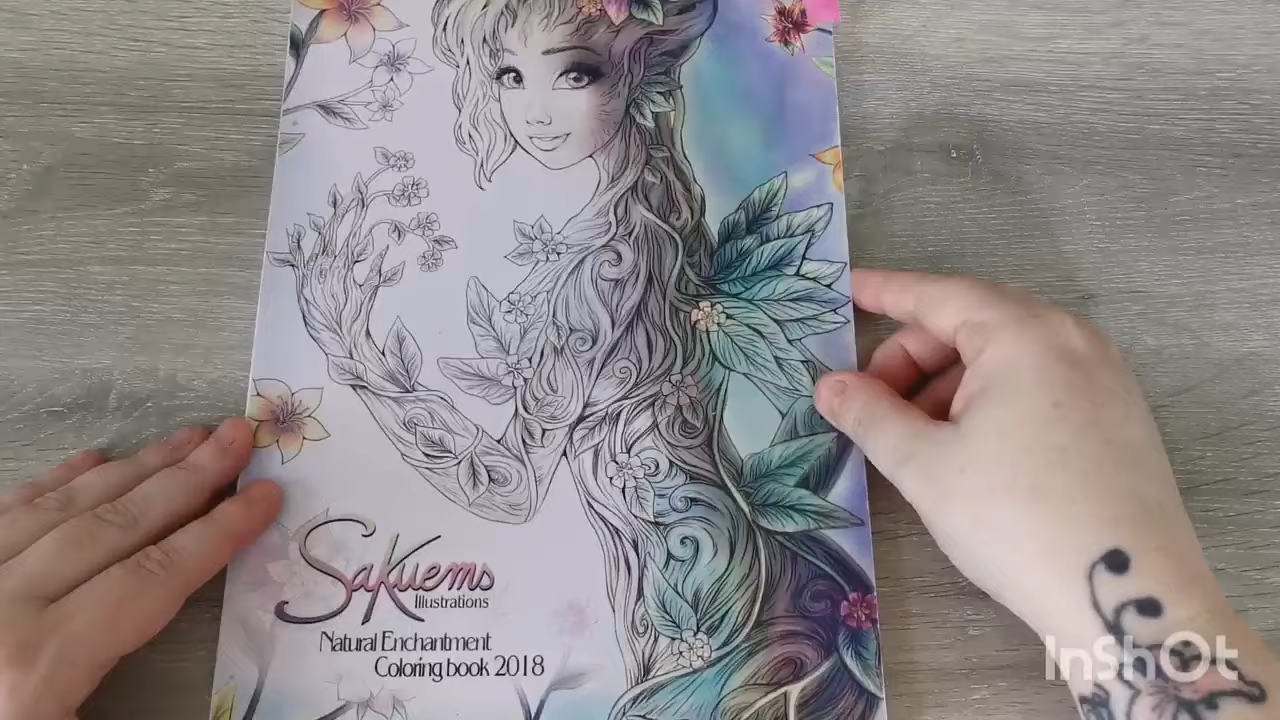 SaKuems
Illustrations
Natural Enchantment
Coloring book 2018
InShOt